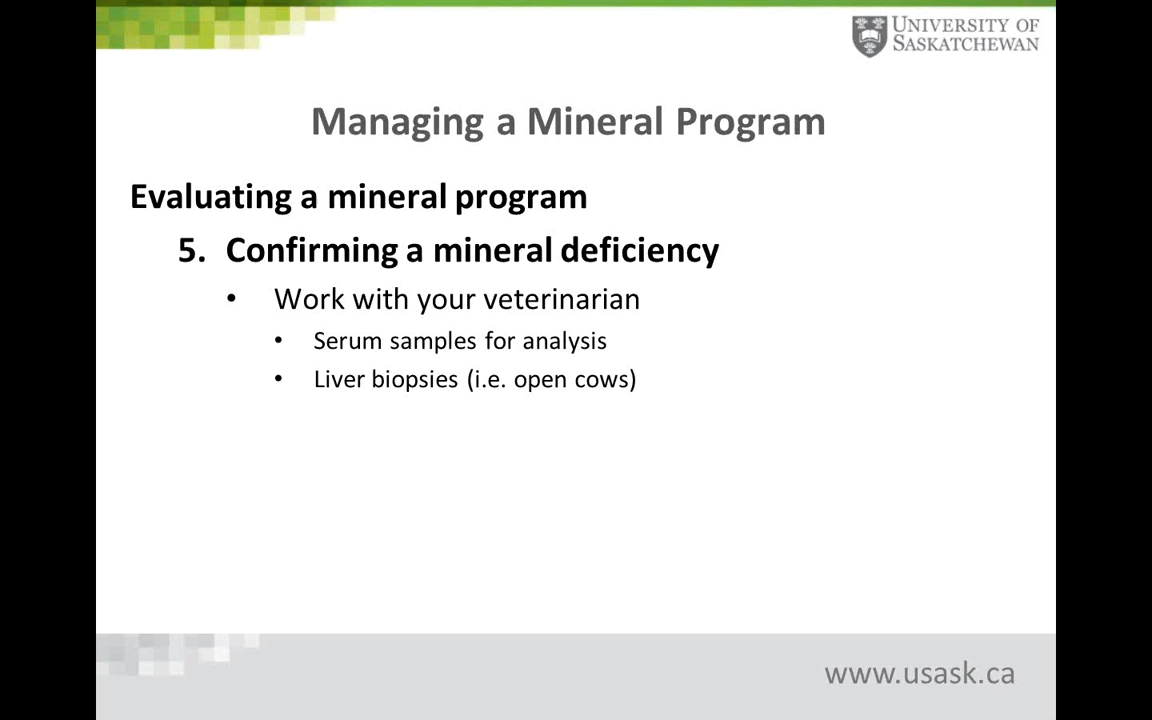 UNIVERSITY OF
SASKATCHEWAN
Managing a Mineral Program
Evaluating a mineral program
5. Confirming a mineral deficiency
• Work with your veterinarian
• Serum samples for analysis
• Liver biopsies (i.e. open cows)
www.usask.ca